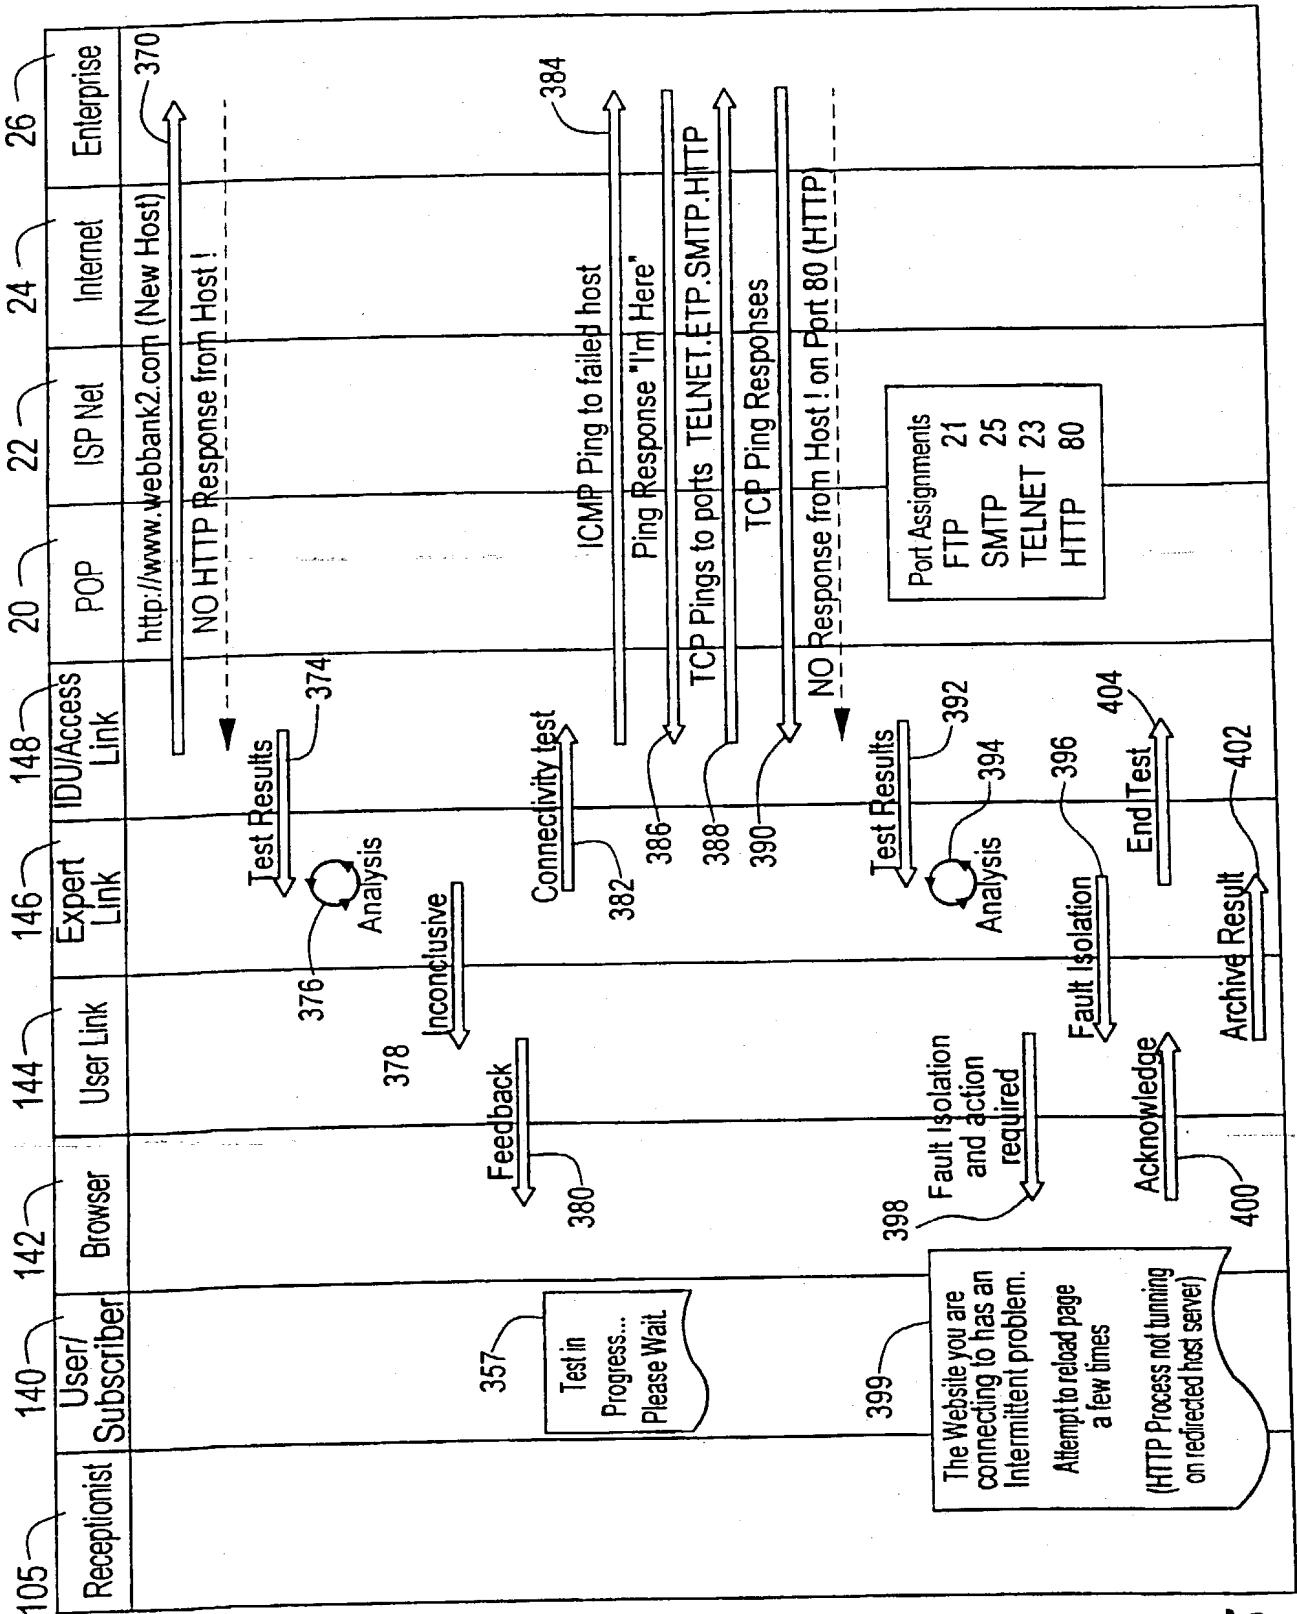 105
140
142
144
146
148
20
22
24
26
Receptionist
User/
Subscriber
Browser
User Link
Expert
Link
IDU/Access
Link
POP
ISP Net
Internet
Enterprise
http://www.webbank2.com (New Host)
370
NO HTTP Response from Host !
Test Results
374
376
Analysis
378
Inconclusive
Feedback
380
357
Test in
Progress...
Please Wait.
Connectivity test
382
384
ICMP Ping to failed host
Ping Response "I'm Here"
386
TCP Pings to ports TELNET.ETP.SMTP.HTTP
388
TCP Ping Responses
390
NO Response from Host ! on Port 80 (HTTP)
Test Results
392
394
Analysis
Port Assignments
FTP 21
SMTP 25
TELNET 23
HTTP 80
Fault Isolation
396
Fault Isolation
and action
required
398
399
The Website you are
connecting to has an
Intermittent problem.
Attempt to reload page
a few times
(HTTP Process not tunning
on redirected host server)
Acknowledge
400
End Test
404
Archive Result
402